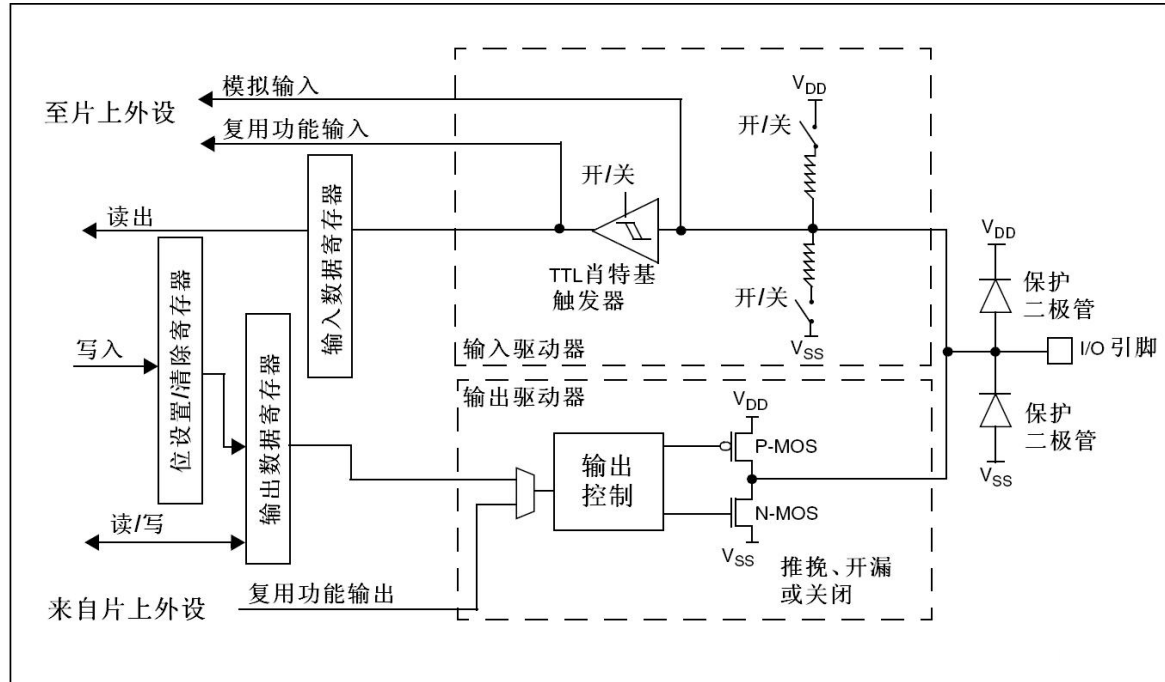 模拟输入
至片上外设
复用功能输入
开/关
V_DD
开/关
读出
输入数据寄存器
TTL肖特基
触发器
开/关
V_SS
V_DD
保护
二极管
位设置/清除寄存器
写入
输出数据寄存器
输入驱动器
I/O 引脚
输出驱动器
V_DD
P-MOS
输出
控制
N-MOS
V_SS
保护
二极管
V_SS
读/写
推挽、开漏
或关闭
来自片上外设
复用功能输出